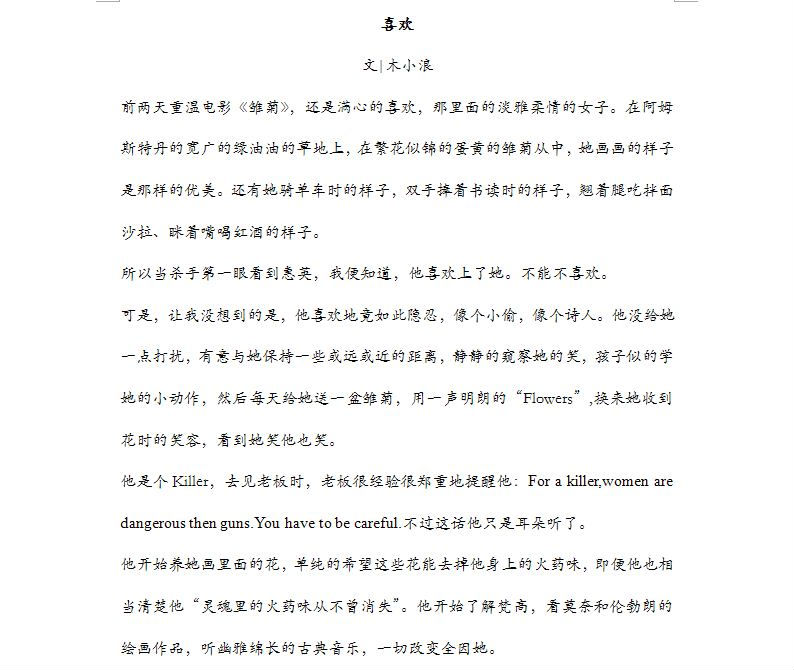 喜欢
文|木小浪
前两天重温电影《雏菊》，还是满心的喜欢，那里面的淡雅柔情的女子。在阿姆
斯特丹的宽广的绿油油的草地上，在繁花似锦的蛋黄的雏菊从中，她画画的样子
是那样的优美。还有她骑单车时的样子，双手捧着书读时的样子，翘着腿吃拌面
沙拉、眯着嘴喝红酒的样子。
所以当杀手第一眼看到惠英，我便知道，他喜欢上了她。不能不喜欢。
可是，让我没想到的是，他喜欢地竟如此隐忍，像个小偷，像个诗人。他没给她
一点打扰，有意与她保持一些或远或近的距离，静静的窥察她的笑，孩子似的学
她的小动作，然后每天给她送一盆雏菊，用一声明朗的“Flowers”,换来她收到
花时的笑容，看到她笑他也笑。
他是个Killer，去见老板时，老板很经验很郑重地提醒他：For a killer,women are
dangerous then guns.You have to be careful.不过这话他只是耳朵听了。
他开始养她画里面的花，单纯的希望这些花能去掉他身上的火药味，即便他也相
当清楚他“灵魂里的火药味从不曾消失”。他开始了解梵高，看莫奈和伦勃朗的
绘画作品，听幽雅绵长的古典音乐，一切改变全因她。